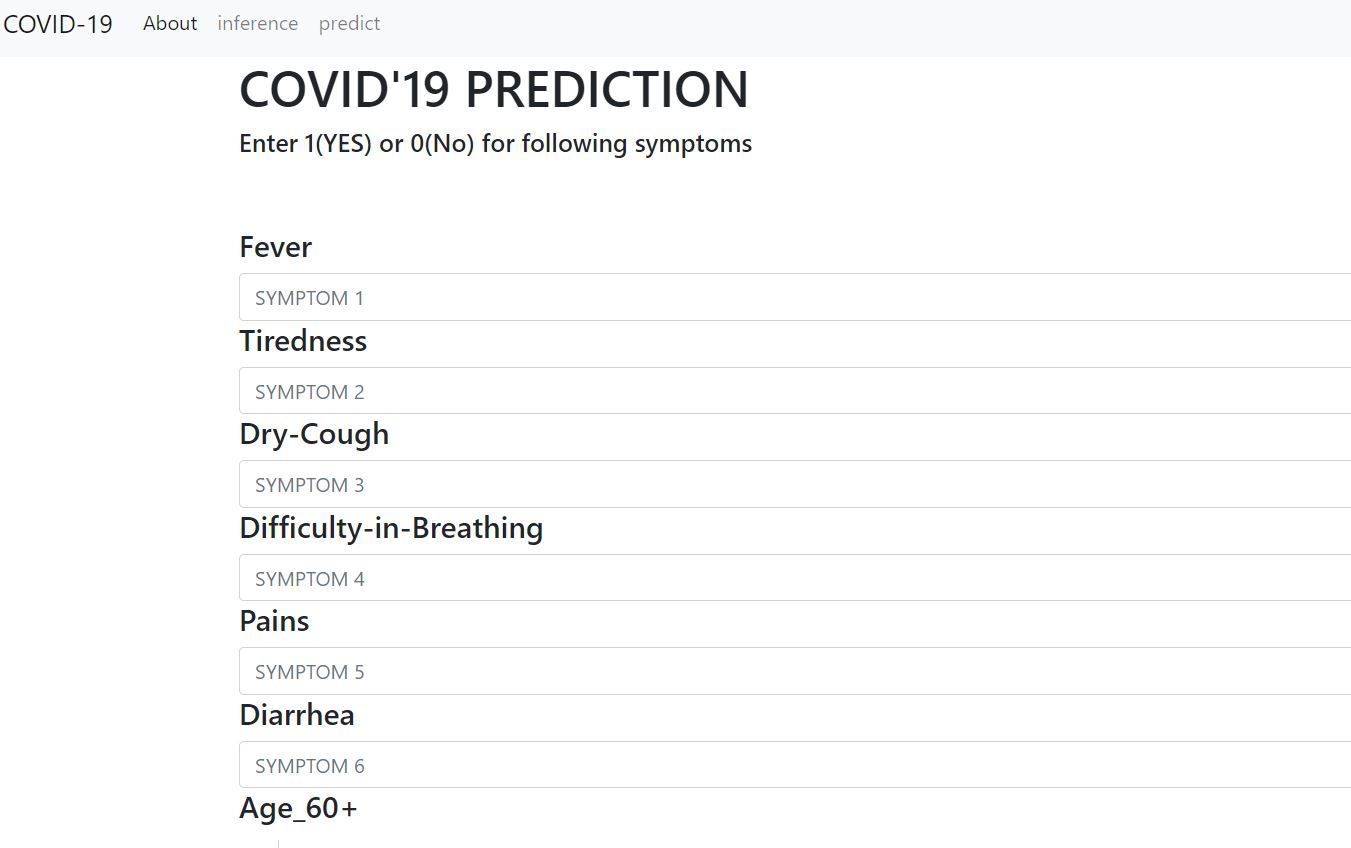 COVID-19 About inference predict
COVID'19 PREDICTION
Enter 1(YES) or 0(No) for following symptoms
Fever
SYMPTOM 1
Tiredness
SYMPTOM 2
Dry-Cough
SYMPTOM 3
Difficulty-in-Breathing
SYMPTOM 4
Pains
SYMPTOM 5
Diarrhea
SYMPTOM 6
Age_60+